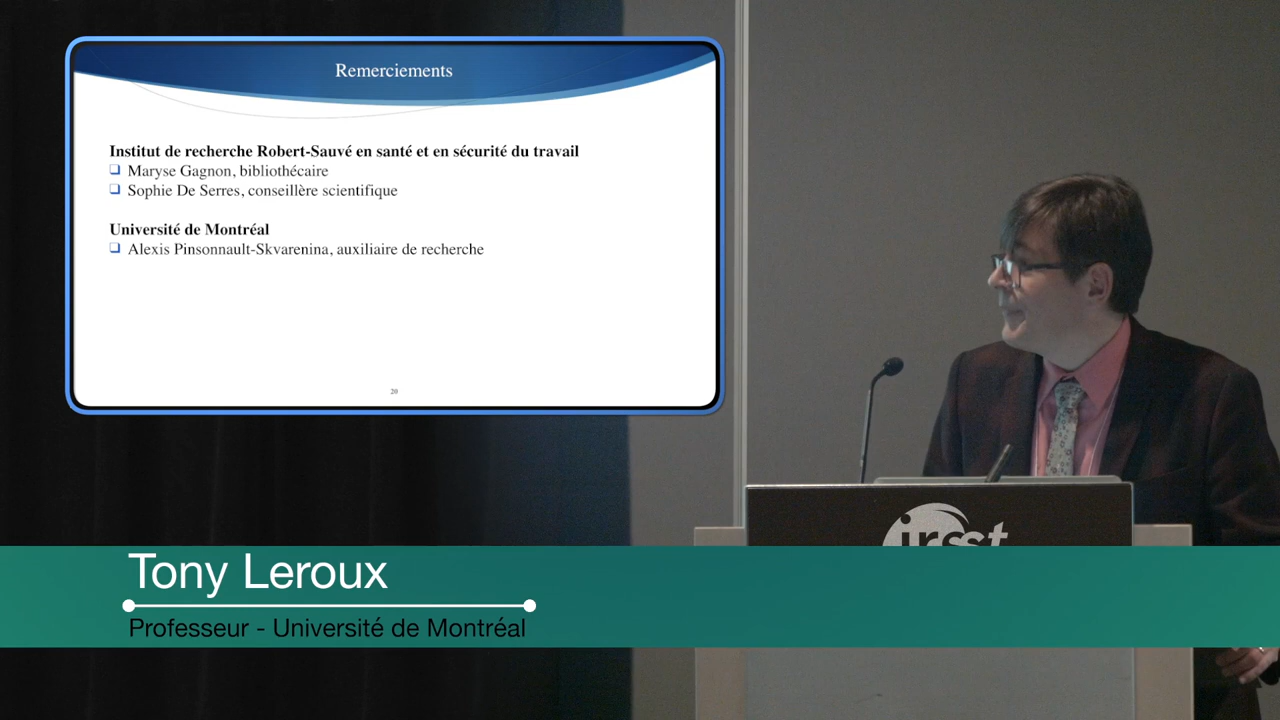 Remerciements
Institut de recherche Robert-Sauvé en santé et en sécurité du travail
❑ Maryse Gagnon, bibliothécaire
❑ Sophie De Serres, conseillère scientifique
Université de Montréal
❑ Alexis Pinsonnault-Skvarenina, auxiliaire de recherche
20
irsst
Tony Leroux
Professeur - Université de Montréal